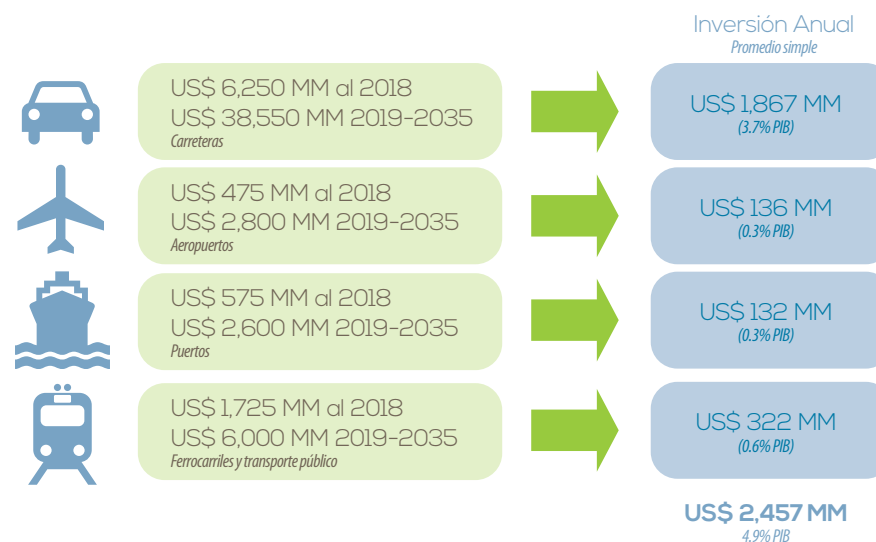 Inversión Anual
Promedio simple
US$ 6,250 MM al 2018
US$ 38,550 MM 2019-2035
Carreteras
US$ 1,867 MM
(3.7% PIB)
US$ 475 MM al 2018
US$ 2,800 MM 2019-2035
Aeropuertos
US$ 136 MM
(0.3% PIB)
US$ 575 MM al 2018
US$ 2,600 MM 2019-2035
Puertos
US$ 132 MM
(0.3% PIB)
US$ 1,725 MM al 2018
US$ 6,000 MM 2019-2035
Ferrocarriles y transporte público
US$ 322 MM
(0.6% PIB)
US$ 2,457 MM
4.9% PIB